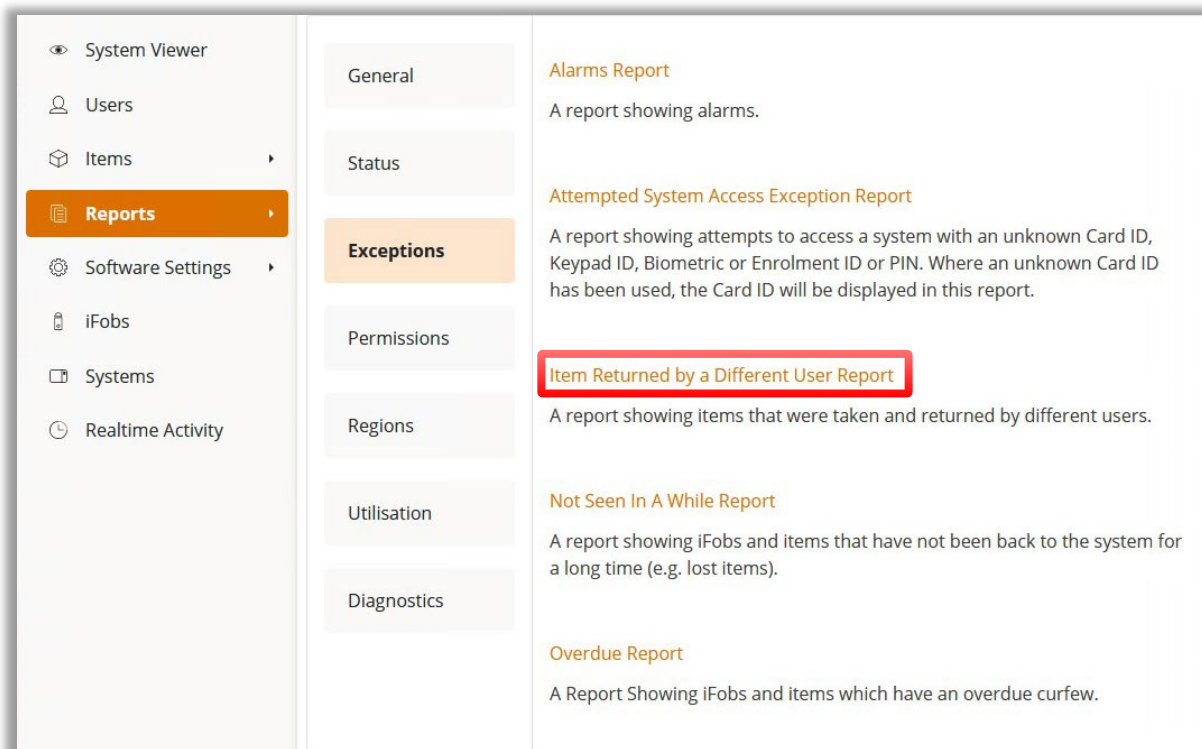 System Viewer
Users
Items
Reports
Software Settings
iFobs
Systems
Realtime Activity
General
Status
Exceptions
Permissions
Regions
Utilisation
Diagnostics
Alarms Report
A report showing alarms.
Attempted System Access Exception Report
A report showing attempts to access a system with an unknown Card ID,
Keypad ID, Biometric or Enrolment ID or PIN. Where an unknown Card ID
has been used, the Card ID will be displayed in this report.
Item Returned by a Different User Report
A report showing items that were taken and returned by different users.
Not Seen In A While Report
A report showing iFobs and items that have not been back to the system for
a long time (e.g. lost items).
Overdue Report
A Report Showing iFobs and items which have an overdue curfew.